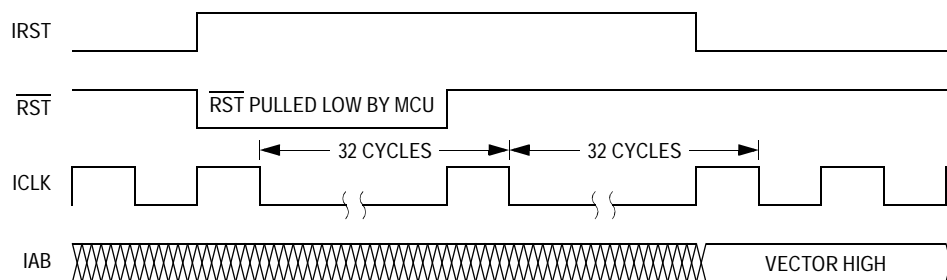 IRST
RST
RST PULLED LOW BY MCU
32 CYCLES
32 CYCLES
ICLK
IAB
VECTOR HIGH